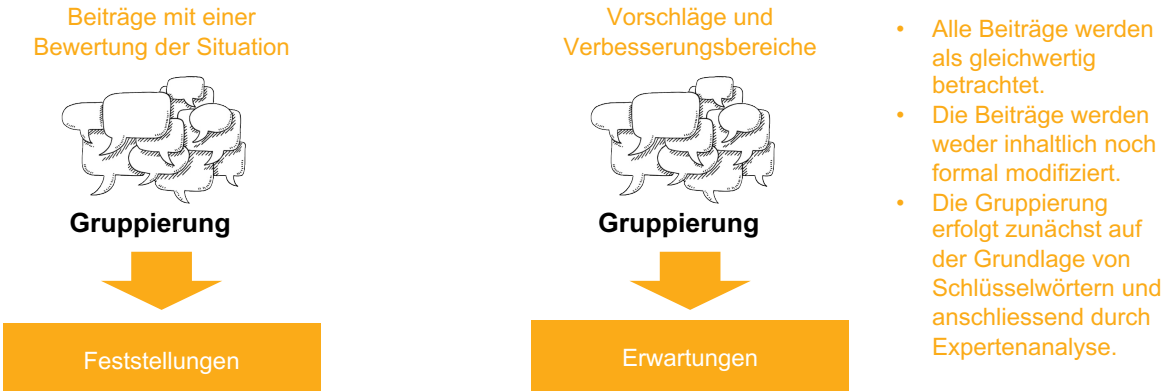 Beiträge mit einer
Bewertung der Situation
Gruppierung
Feststellungen
Vorschläge und
Verbesserungsbereiche
Gruppierung
Erwartungen
• Alle Beiträge werden
als gleichwertig
betrachtet.
• Die Beiträge werden
weder inhaltlich noch
formal modifiziert.
• Die Gruppierung
erfolgt zunächst auf
der Grundlage von
Schlüsselwörtern und
anschliessend durch
Expertenanalyse.